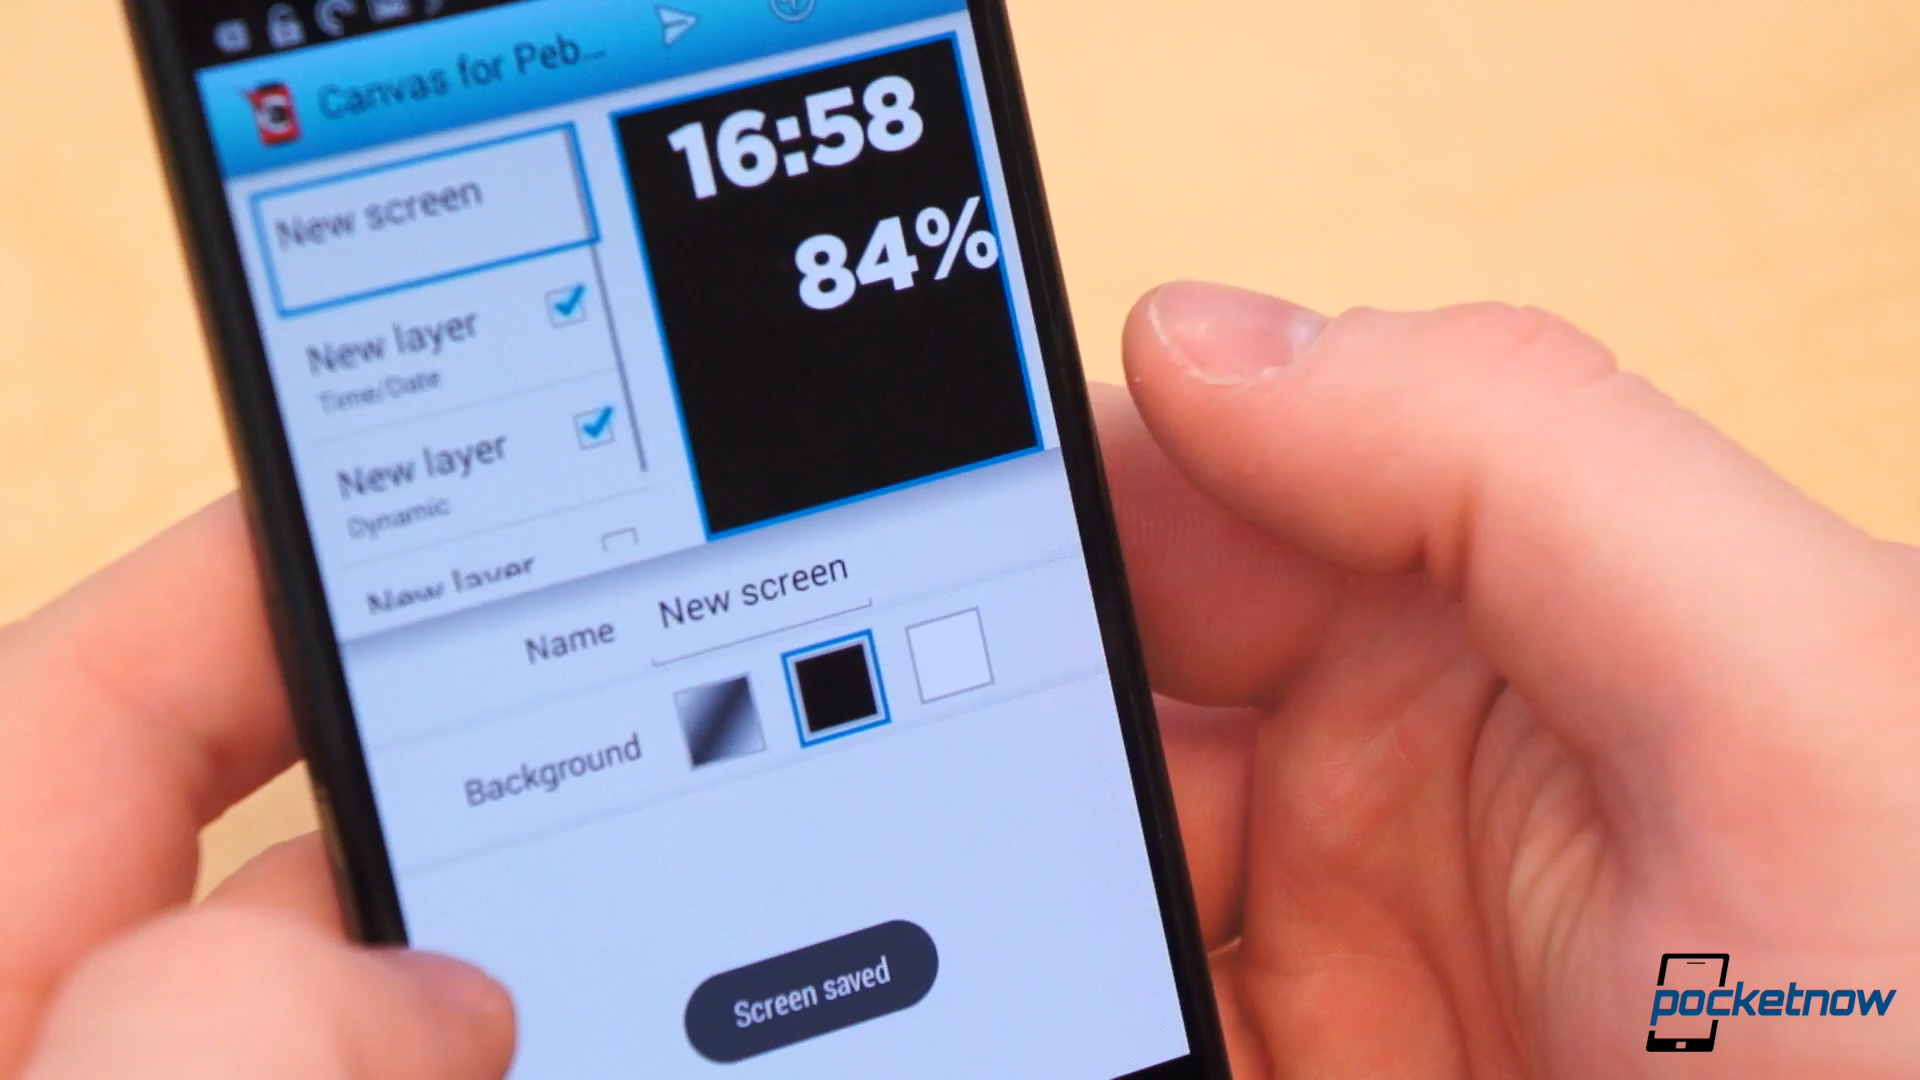 Canvas for Peb...
New screen
16:58
84%
New layer
Time/Date
New layer
Dynamic
New layer
Name New screen
Background
Screen saved
pocketnow